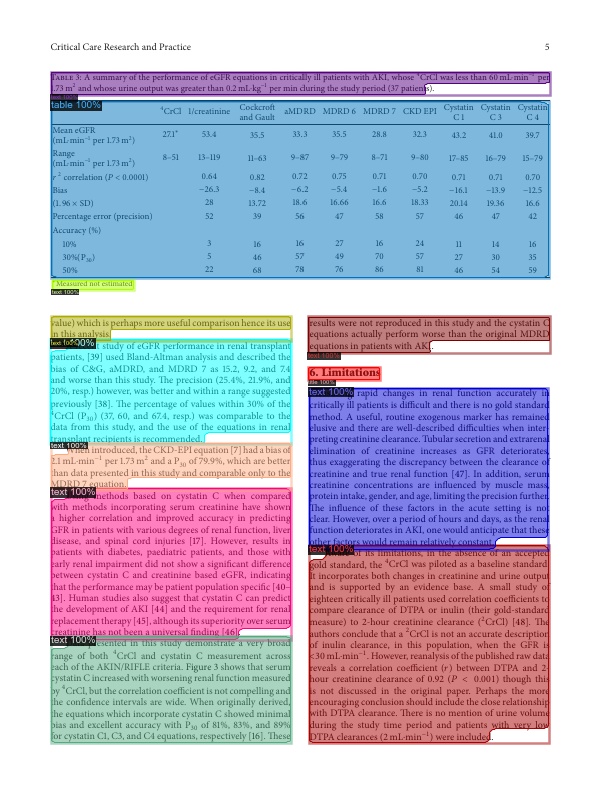 Critical Care Research and Practice 5
TABLE 3: A summary of the performance of eGFR equations in critically ill patients with AKI, whose ⁴CrCl was less than 60 mL·min⁻¹ per
1.73 m² and whose urine output was greater than 0.2 mL·kg⁻¹ per min cluring the study period (37 patients).
table 100%
⁴CrCl 1/creatinine Cockcroft and Gault aMDRD MDRD 6 MDRD 7 CKD EPI Cystatin C 1 Cystatin C 3 Cystatin C 4
Mean eGFR (mL·min⁻¹ per 1.73 m²) 27.1* 53.4 35.5 33.3 35.5 28.8 32.3 43.2 41.0 39.7
Range (mL·min⁻¹ per 1.73 m²) 8–51 13–119 11–63 9–87 9–79 8–71 9–80 17–85 16–79 15–79
r² correlation (P < 0.0001) 0.64 0.82 0.72 0.75 0.71 0.70 0.71 0.71 0.70
Bias −26.3 −8.4 −6.2 −5.4 −1.6 −5.2 −16.1 −13.9 −12.5
(1.96 × SD) 28 13.72 18.6 16.66 16.6 18.33 20.14 19.36 16.6
Percentage error (precision) 52 39 56 47 58 57 46 47 42
Accuracy (%)
10% 3 16 16 27 16 24 11 14 16
30%(P₃₀) 5 46 57 49 70 57 27 30 35
50% 22 68 78 76 86 81 46 54 59
* Measured not estimated
text 100%
value) which is perhaps more useful comparison hence its use
in this analysis.
text 100%
study of eGFR performance in renal transplant
patients, [39] used Bland-Altman analysis and described the
bias of C&G, aMDRD, and MDRD 7 as 15.2, 9.2, and 7.4
and worse than this study. The precision (25.4%, 21.9%, and
20%, resp.) however, was better and within a range suggested
previously [38]. The percentage of values within 30% of the
⁴CrCl (P30) (37, 60, and 67.4, resp.) was comparable to the
data from this study, and the use of the equations in renal
transplant recipients is recommended.
text 100%
When introduced, the CKD-EPI equation [7] had a bias of
2.1 mL·min⁻¹ per 1.73 m² and a P₃₀ of 79.9%, which are better
than data presented in this study and comparable only to the
MDRD 7 equation.
text 100%
methods based on cystatin C when compared
with methods incorporating serum creatinine have shown
a higher correlation and improved accuracy in predicting
GFR in patients with various degrees of renal function, liver
disease, and spinal cord injuries [17]. However, results in
patients with diabetes, paediatric patients, and those with
early renal impairment did not show a significant difference
between cystatin C and creatinine based eGFR, indicating
that the performance may be patient population specific [40–
43]. Human studies also suggest that cystatin C can predict
the development of AKI [44] and the requirement for renal
replacement therapy [45], although its superiority over serum
creatinine has not been a universal finding [46].
text 100%
presented in this study demonstrate a very broad
range of both ⁴CrCl and cystatin C measurement across
each of the AKIN/RIFLE criteria. Figure 3 shows that serum
cystatin C increased with worsening renal function measured
by ⁴CrCl, but the correlation coefficient is not compelling and
the confidence intervals are wide. When originally derived,
the equations which incorporate cystatin C showed minimal
bias and excellent accuracy with P₃₀ of 81%, 83%, and 89%
for cystatin C1, C3, and C4 equations, respectively [16]. These
results were not reproduced in this study and the cystatin C
equations actually perform worse than the original MDRD
equations in patients with AKI.
text 100%
6. Limitations
title 100%
text 100%
rapid changes in renal function accurately in
critically ill patients is difficult and there is no gold standard
method. A useful, routine exogenous marker has remained
elusive and there are well-described difficulties when inter-
preting creatinine clearance. Tubular secretion and extrarenal
elimination of creatinine increases as GFR deteriorates,
thus exaggerating the discrepancy between the clearance of
creatinine and true renal function [47]. In addition, serum
creatinine concentrations are influenced by muscle mass,
protein intake, gender, and age, limiting the precision further.
The influence of these factors in the acute setting is not
clear. However, over a period of hours and days, as the renal
function deteriorates in AKI, one would anticipate that these
other factors would remain relatively constant.
text 100%
of its limitations, in the absence of an accepted
gold standard, the ⁴CrCl was piloted as a baseline standard.
It incorporates both changes in creatinine and urine output
and is supported by an evidence base. A small study of
eighteen critically ill patients used correlation coefficients to
compare clearance of DTPA or inulin (their gold-standard
measure) to 2-hour creatinine clearance (²CrCl) [48]. The
authors conclude that a ²CrCl is not an accurate description
of inulin clearance, in this population, when the GFR is
<30 mL·min⁻¹. However, reanalysis of the published raw data
reveals a correlation coefficient (r) between DTPA and 2-
hour creatinine clearance of 0.92 (P < 0.001) though this
is not discussed in the original paper. Perhaps the more
encouraging conclusion should include the close relationship
with DTPA clearance. There is no mention of urine volume
during the study time period and patients with very low
DTPA clearances (2 mL·min⁻¹) were included.